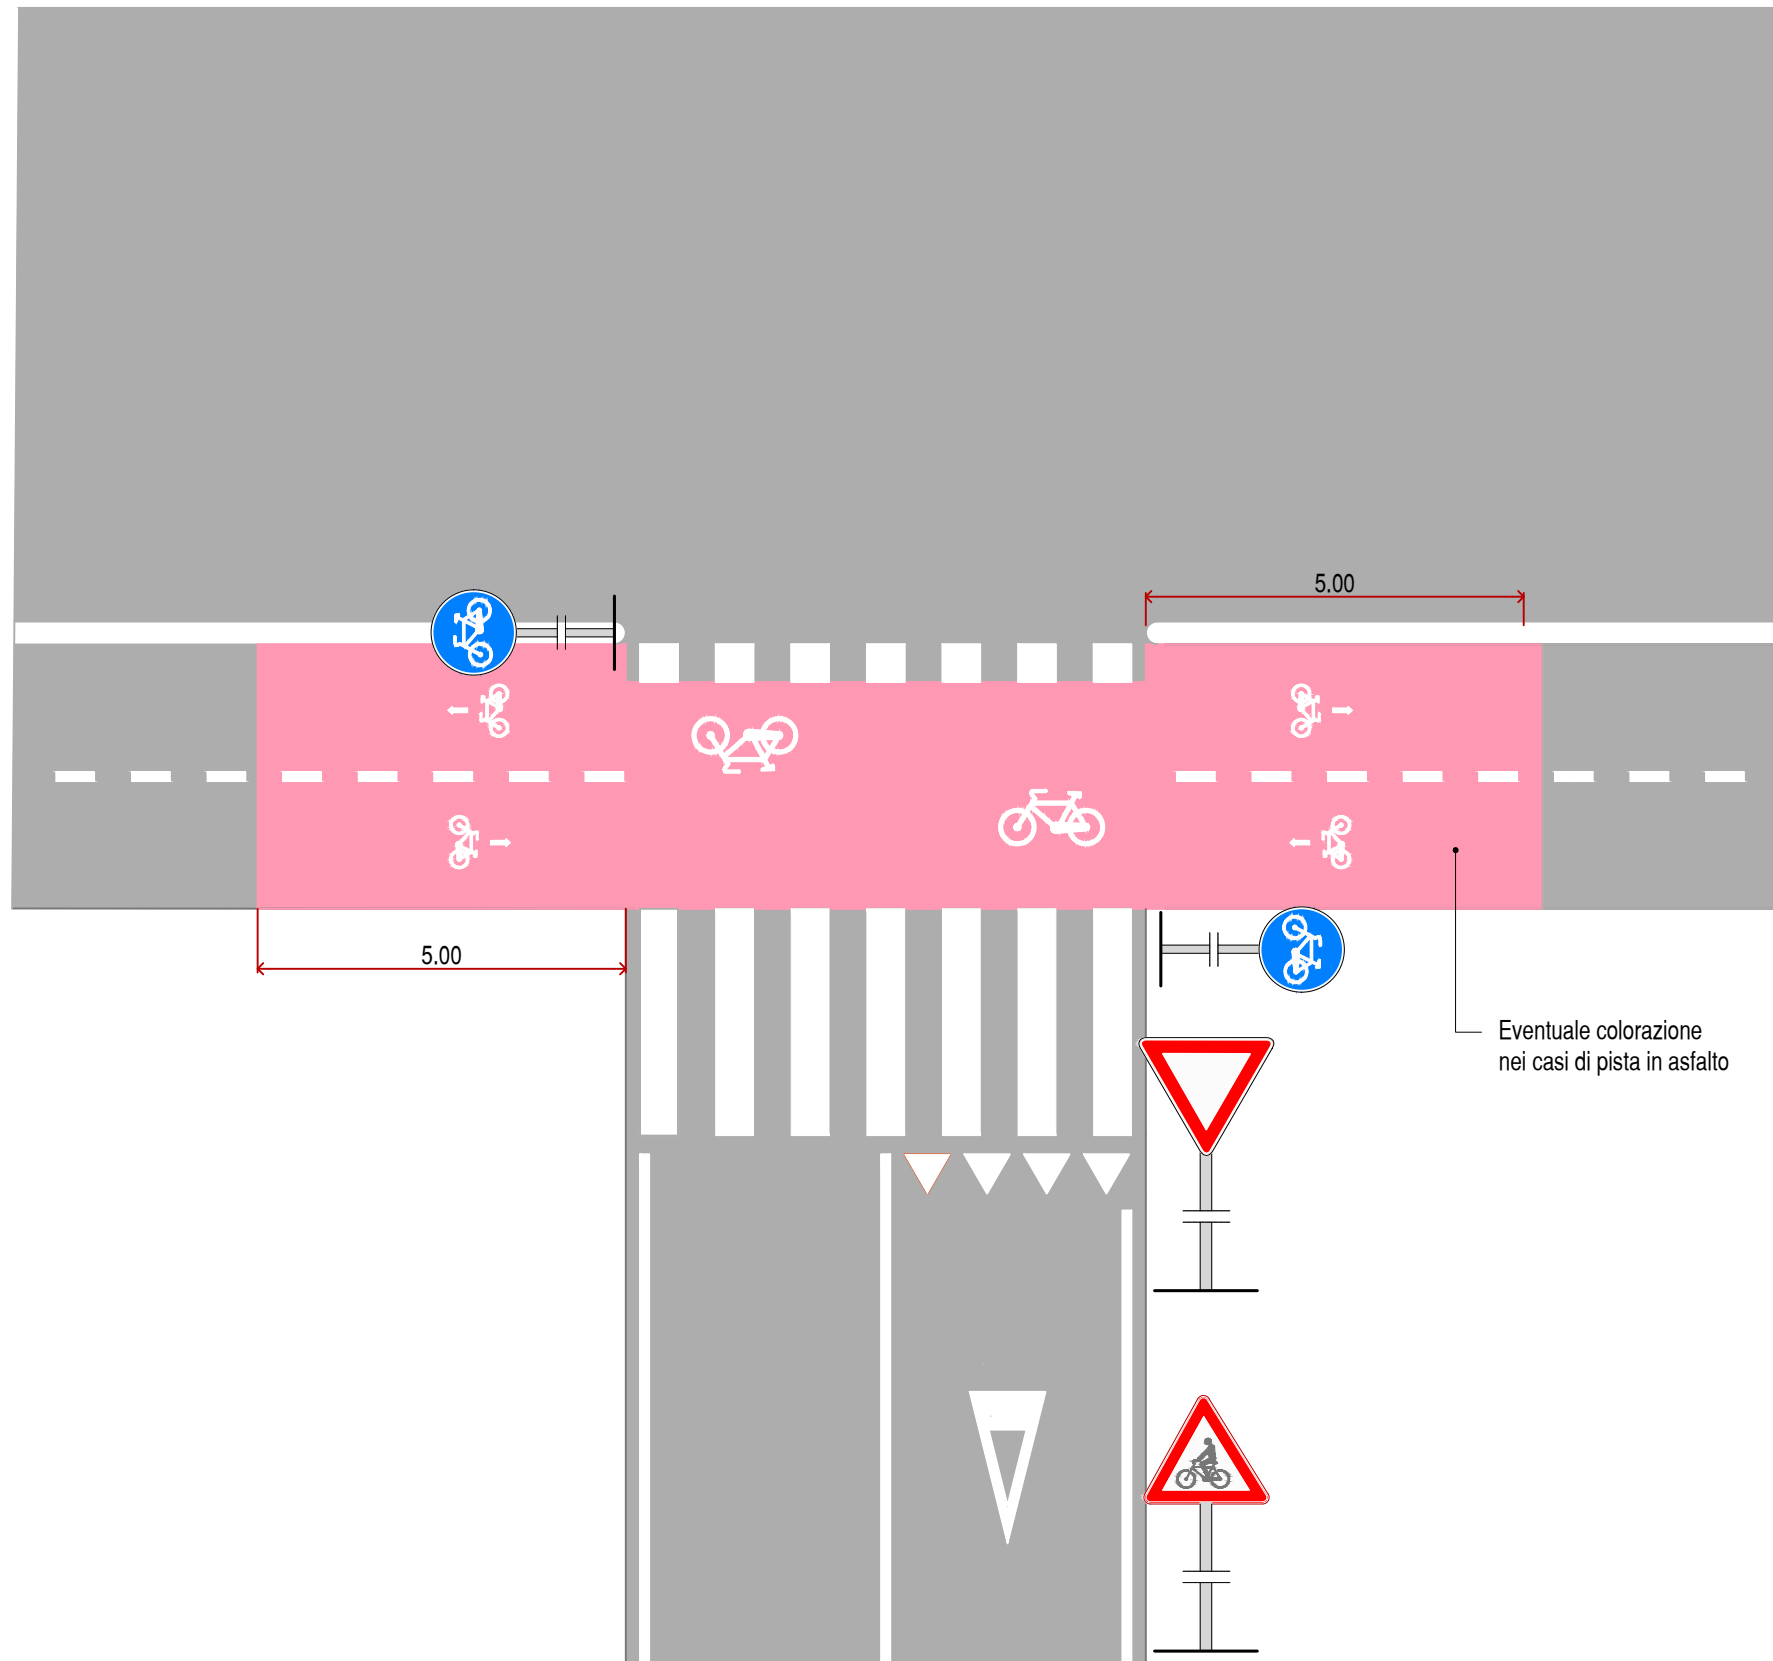 5.00
5.00
Eventuale colorazione
nei casi di pista in asfalto